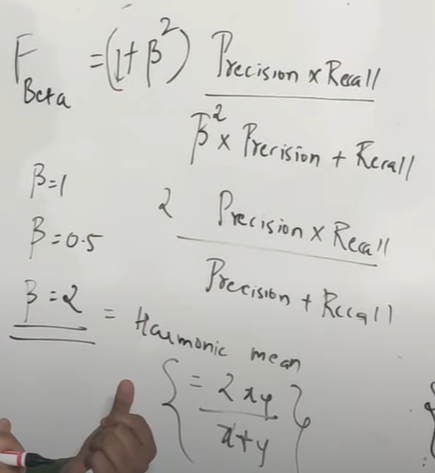 F Beta = (1 + β²) Precision × Recall
β² × Precision + Recall
β=1
2 Precision × Recall
β=0.5
Precision + Recall
β=2 = Harmonic mean
{ = 2xy }
x+y